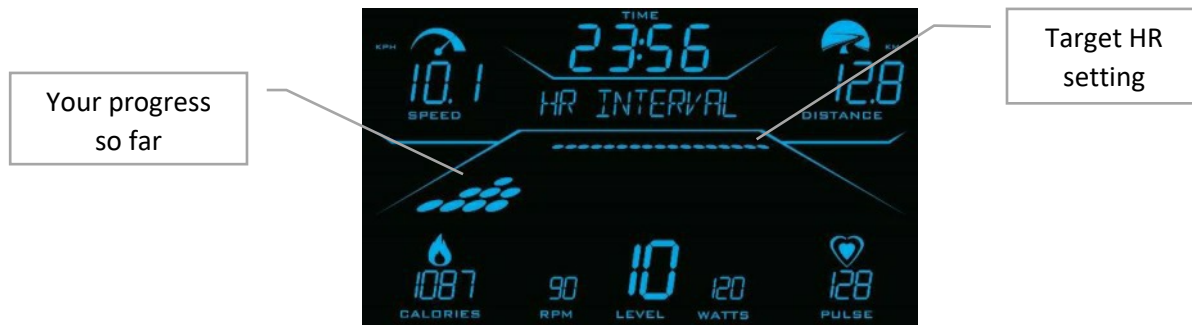 TIME
KPH
23:56
KM
10.1
SPEED
HR INTERVAL
12.8
DISTANCE
Target HR
setting
Your progress
so far
1087
CALORIES
90
RPM
10
LEVEL
120
WATTS
128
PULSE